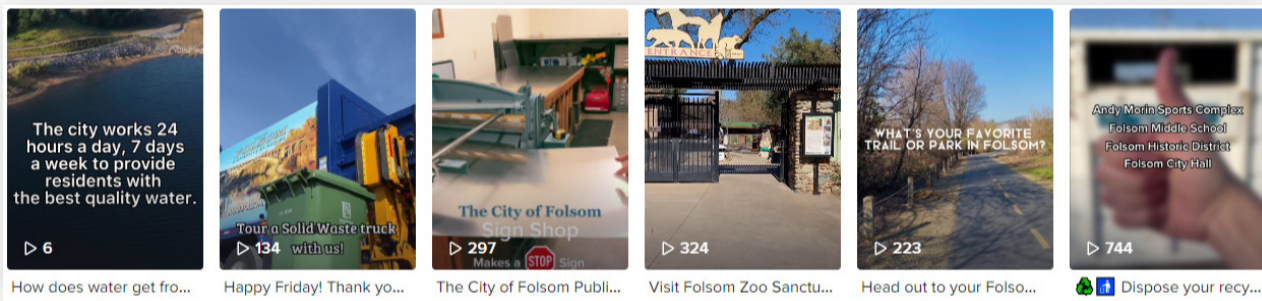 The city works 24
hours a day, 7 days
a week to provide
residents with
the best quality water.
6
How does water get fro...
Tour a Solid Waste truck
with us!
134
Happy Friday! Thank yo...
The City of Folsom
Sign Shop
297
Makes a STOP Sign
The City of Folsom Publi...
ENTRANCE
324
Visit Folsom Zoo Sanctu...
WHAT'S YOUR FAVORITE
TRAIL OR PARK IN FOLSOM?
223
Head out to your Folso...
Andy Morin Sports Complex
Folsom Middle School
Folsom Historic District
Folsom City Hall
744
♻️🚮 Dispose your recy...